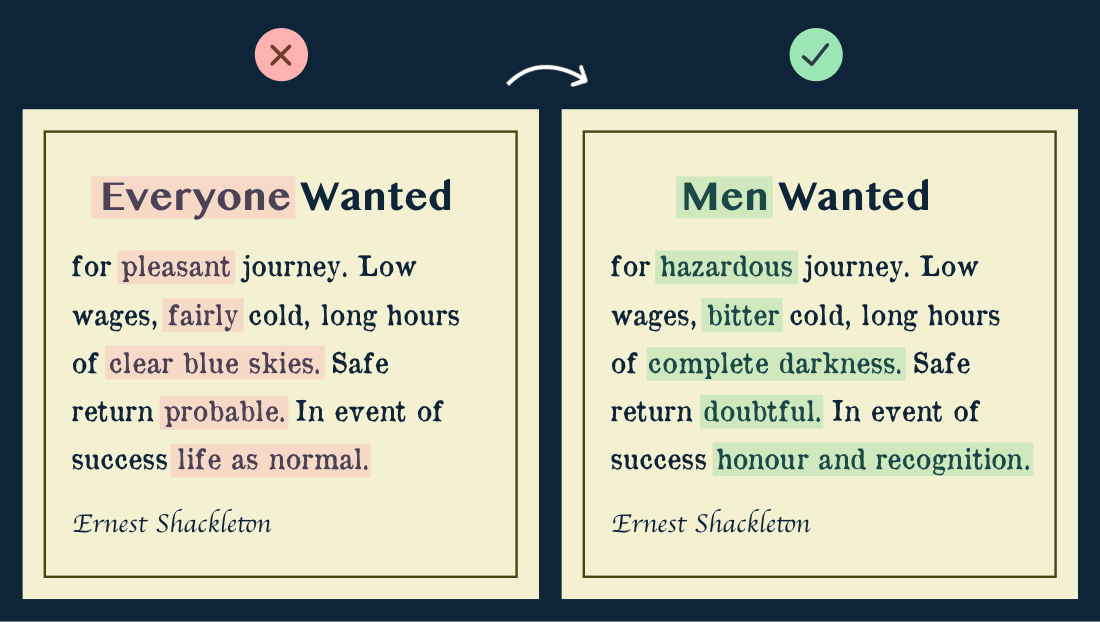 Everyone Wanted
for pleasant journey. Low
wages, fairly cold, long hours
of clear blue skies. Safe
return probable. In event of
success life as normal.
Ernest Shackleton
Men Wanted
for hazardous journey. Low
wages, bitter cold, long hours
of complete darkness. Safe
return doubtful. In event of
success honour and recognition.
Ernest Shackleton